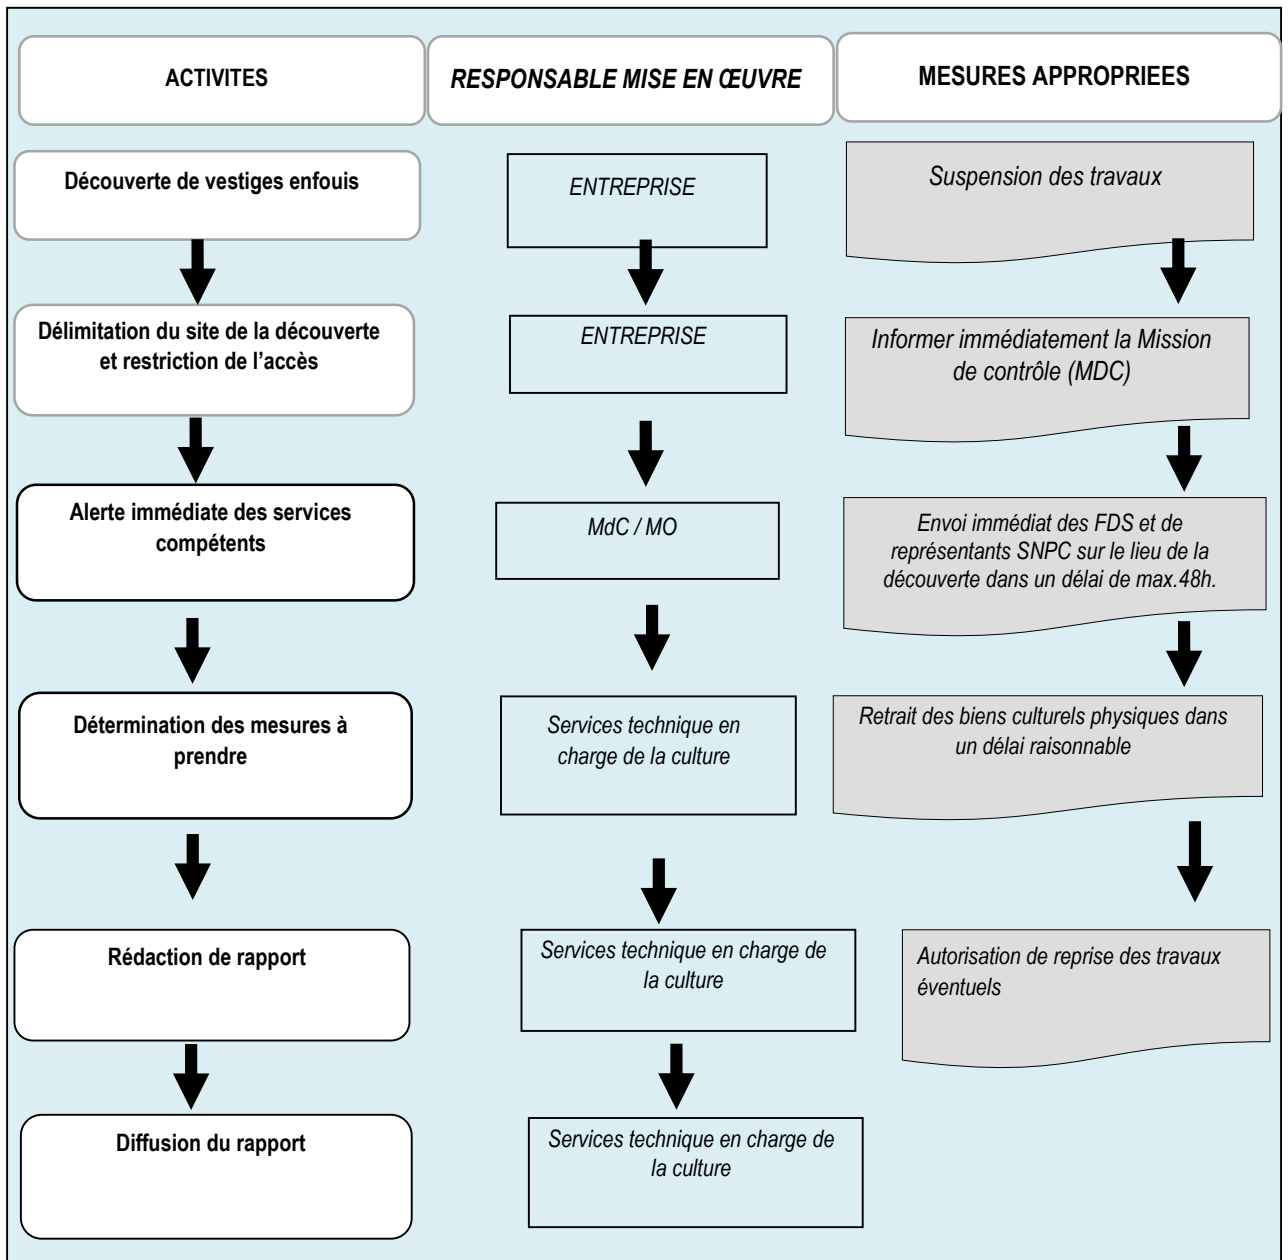 ACTIVITES
RESPONSABLE MISE EN ŒUVRE
MESURES APPROPRIEES
Découverte de vestiges enfouis
ENTREPRISE
Suspension des travaux
Délimitation du site de la découverte
et restriction de l’accès
ENTREPRISE
Informer immédiatement la Mission
de contrôle (MDC)
Alerte immédiate des services
compétents
MdC / MO
Envoi immédiat des FDS et de
représentants SNPC sur le lieu de la
découverte dans un délai de max.48h.
Détermination des mesures à
prendre
Services technique en
charge de la culture
Retrait des biens culturels physiques dans
un délai raisonnable
Rédaction de rapport
Services technique en charge de
la culture
Autorisation de reprise des travaux
éventuels
Diffusion du rapport
Services technique en charge de
la culture